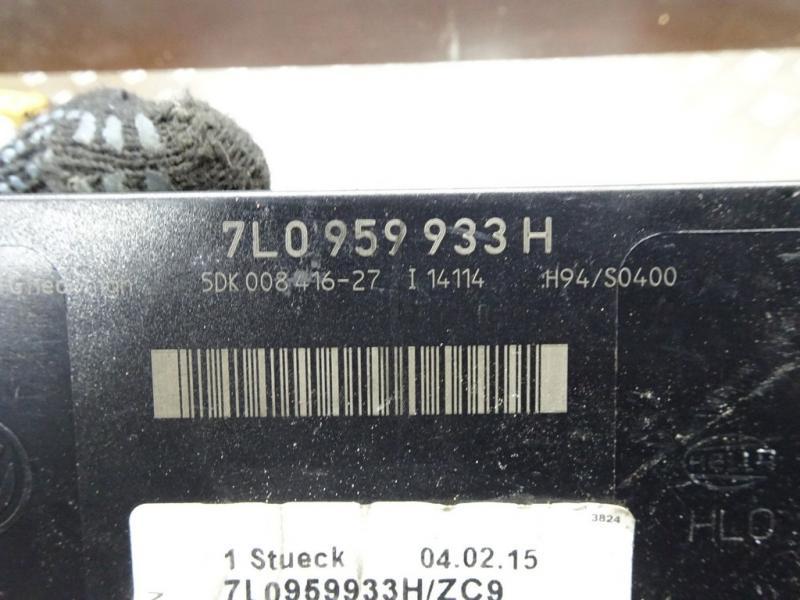 7L0 959 933 H
5DK 008 416-27 I 14114 H94/S0400
HELLA
HLO
3824
1 Stueck 04.02.15
7L0959933H/ZC9